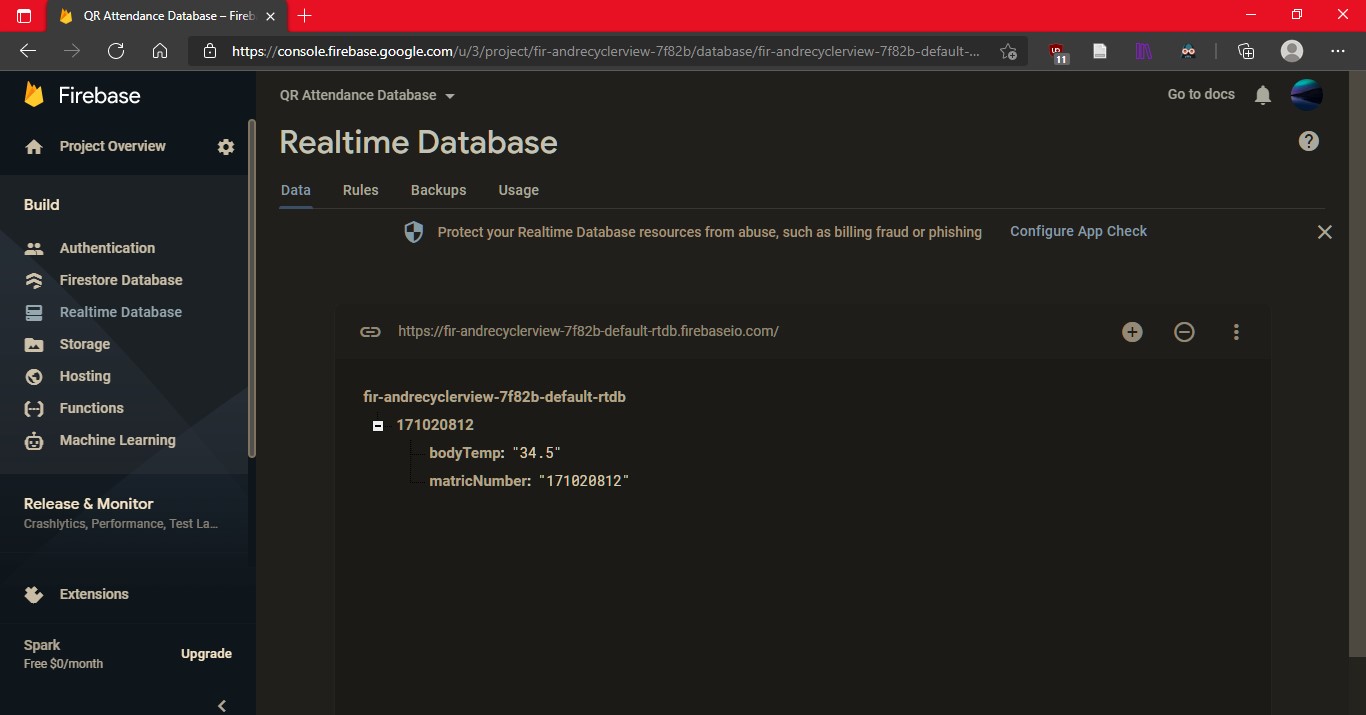 QR Attendance Database – Fireb
https://console.firebase.google.com/u/3/project/fir-andrecyclerview-7f82b/database/fir-andrecyclerview-7f82b-default-...
11
Firebase
Project Overview
Build
Authentication
Firestore Database
Realtime Database
Storage
Hosting
Functions
Machine Learning
Release & Monitor
Crashlytics, Performance, Test La...
Extensions
Spark
Free $0/month
Upgrade
QR Attendance Database
Go to docs
Realtime Database
Data Rules Backups Usage
Protect your Realtime Database resources from abuse, such as billing fraud or phishing Configure App Check
https://fir-andrecyclerview-7f82b-default-rtdb.firebaseio.com/
fir-andrecyclerview-7f82b-default-rtdb
171020812
bodyTemp: "34.5"
matricNumber: "171020812"